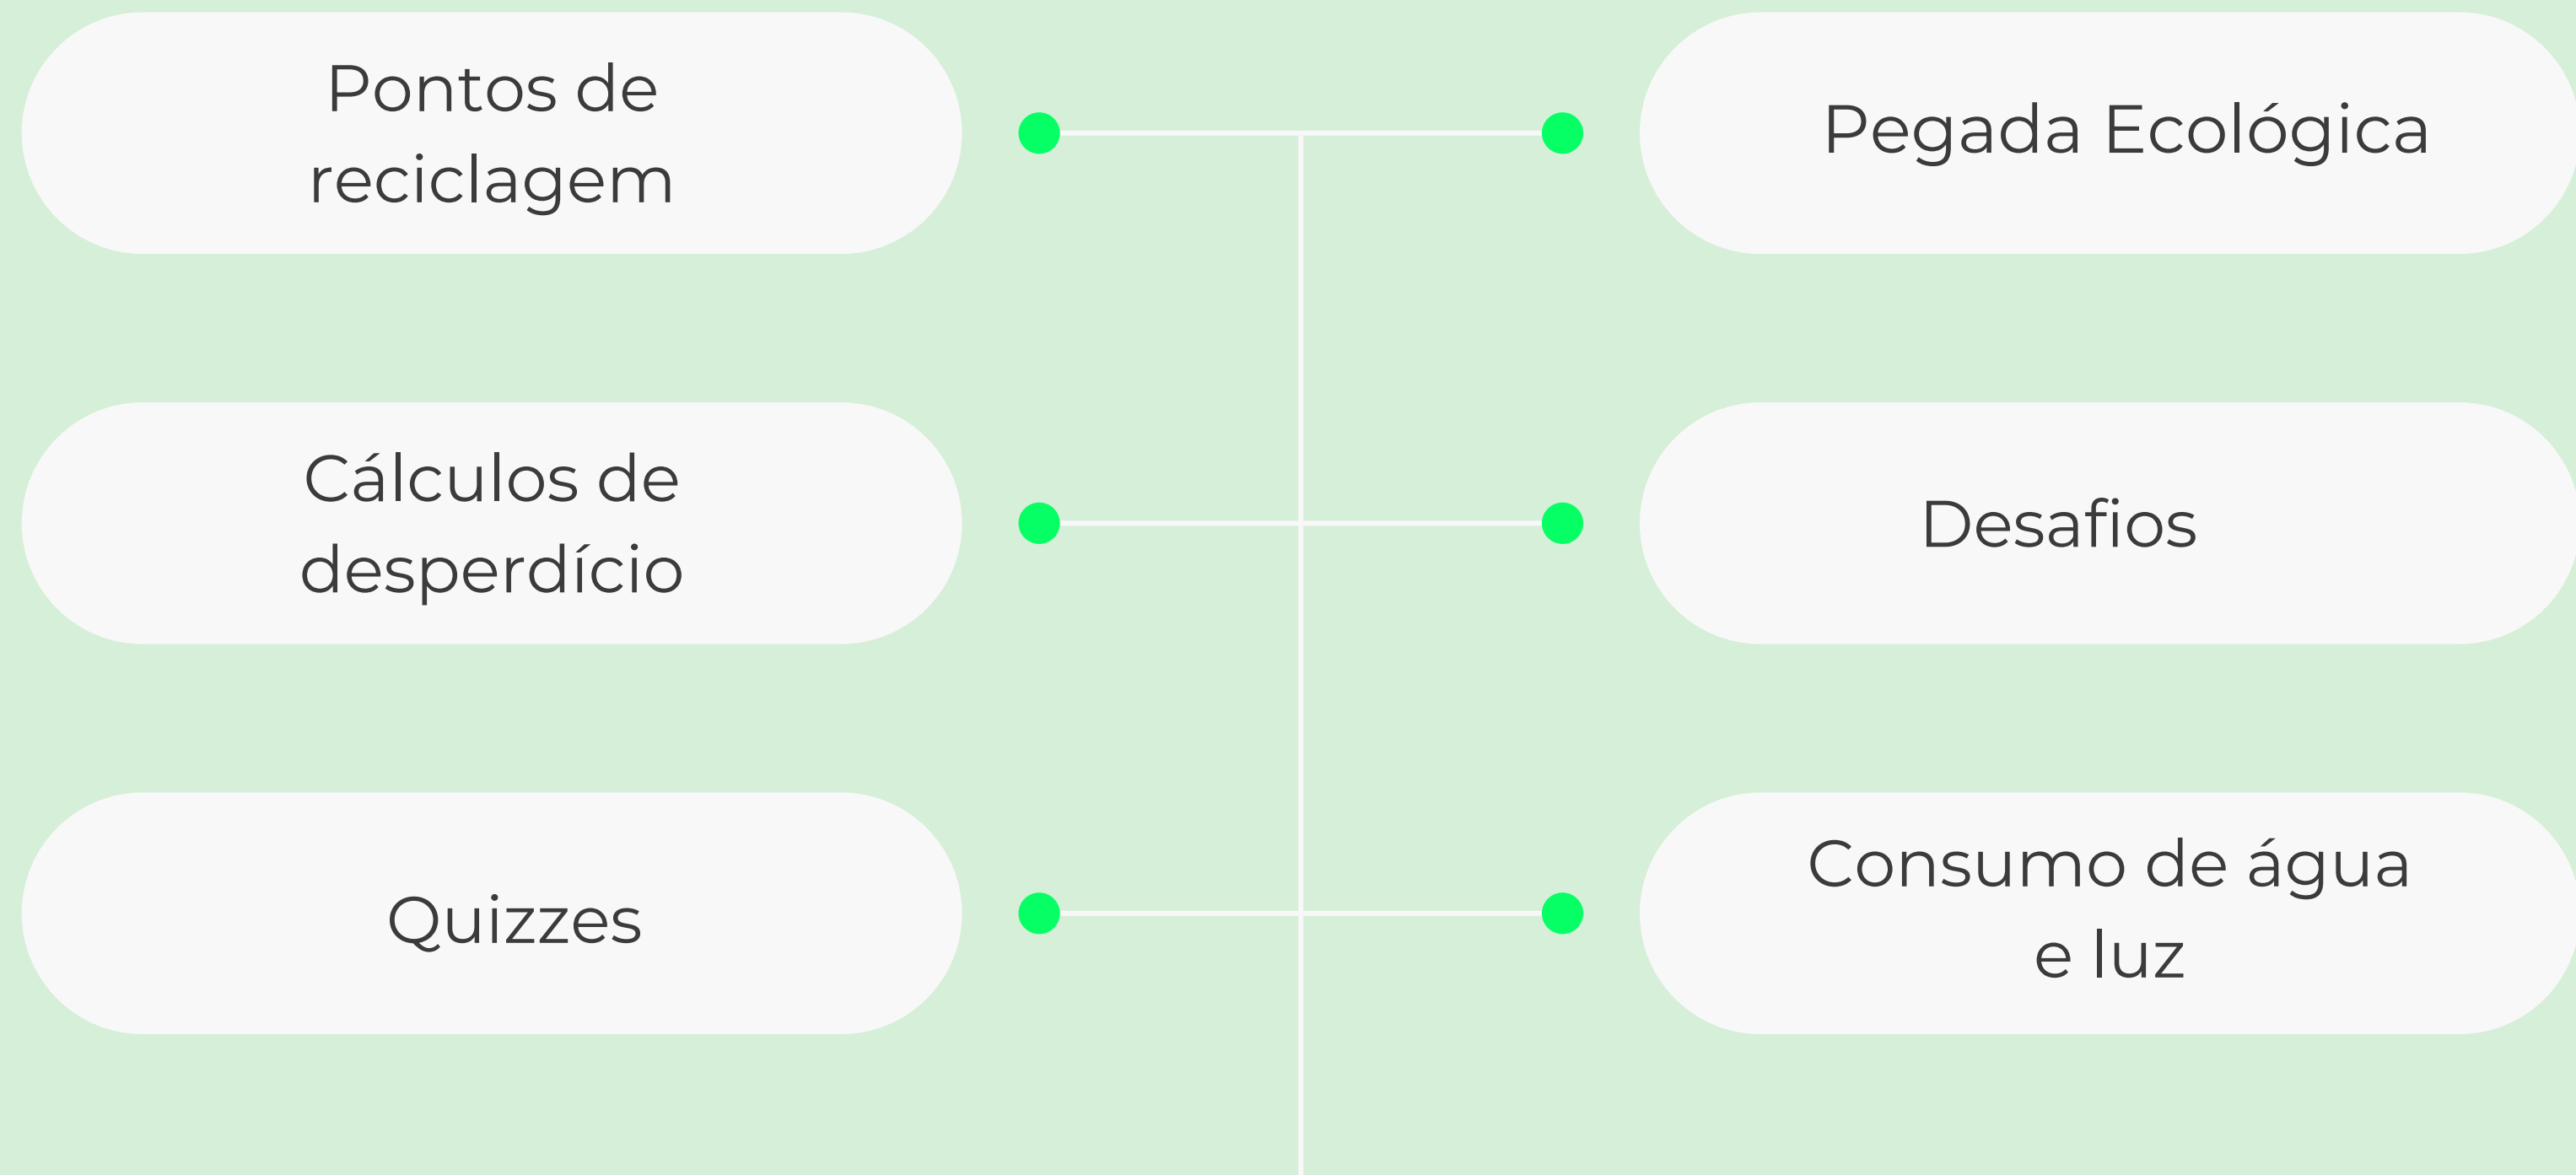 Pontos de
reciclagem
Pegada Ecológica
Cálculos de
desperdício
Desafios
Quizzes
Consumo de água
e luz